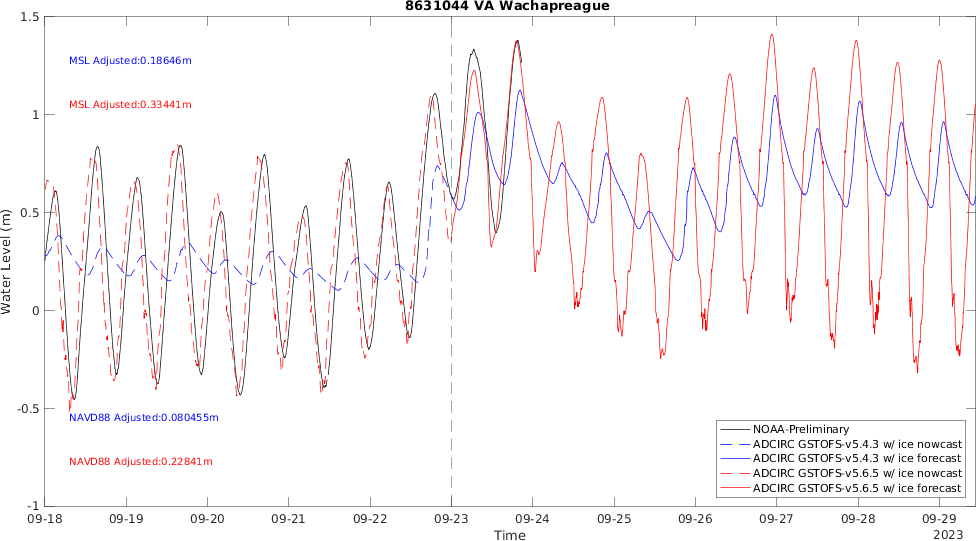 8631044 VA Wachapreague
1.5
MSL Adjusted:0.18646m
MSL Adjusted:0.33441m
1
0.5
Water Level (m)
0
-0.5
NAVD88 Adjusted:0.080455m
NAVD88 Adjusted:0.22841m
NOAA-Preliminary
ADCIRC GSTOFS-v5.4.3 w/ ice nowcast
ADCIRC GSTOFS-v5.4.3 w/ ice forecast
ADCIRC GSTOFS-v5.6.5 w/ ice nowcast
ADCIRC GSTOFS-v5.6.5 w/ ice forecast
-1
09-18 09-19 09-20 09-21 09-22 09-23 09-24 09-25 09-26 09-27 09-28 09-29
Time
2023